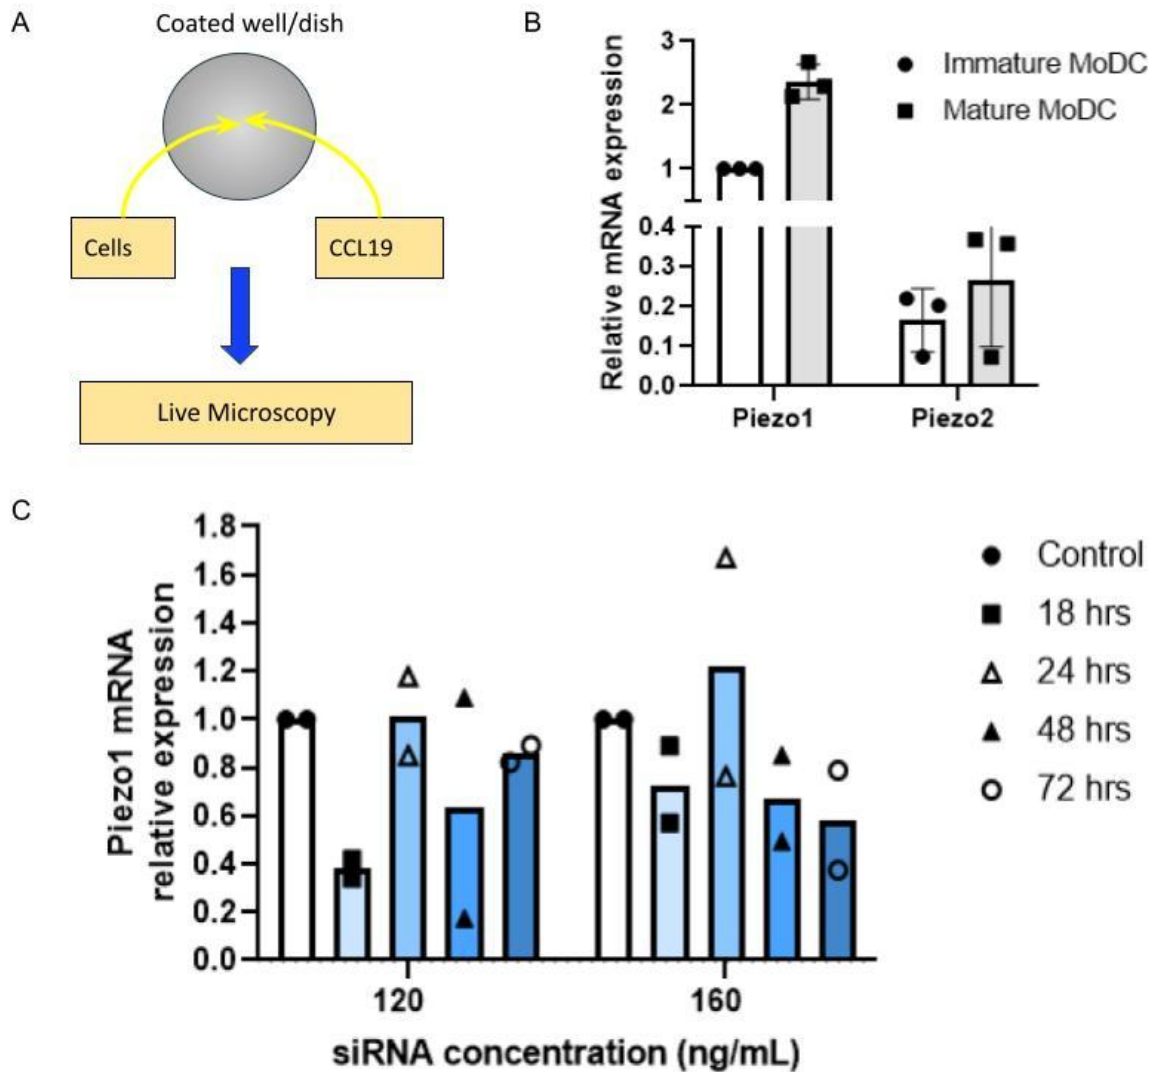 A
Coated well/dish
Cells
CCL19
Live Microscopy
B
Relative mRNA expression
3
2
1
0.4
0.3
0.2
0.1
0.0
Piezo1
Piezo2
Immature MoDC
Mature MoDC
C
Piezo1 mRNA
relative expression
1.8
1.6
1.4
1.2
1.0
0.8
0.6
0.4
0.2
0.0
120
160
siRNA concentration (ng/mL)
Control
18 hrs
24 hrs
48 hrs
72 hrs